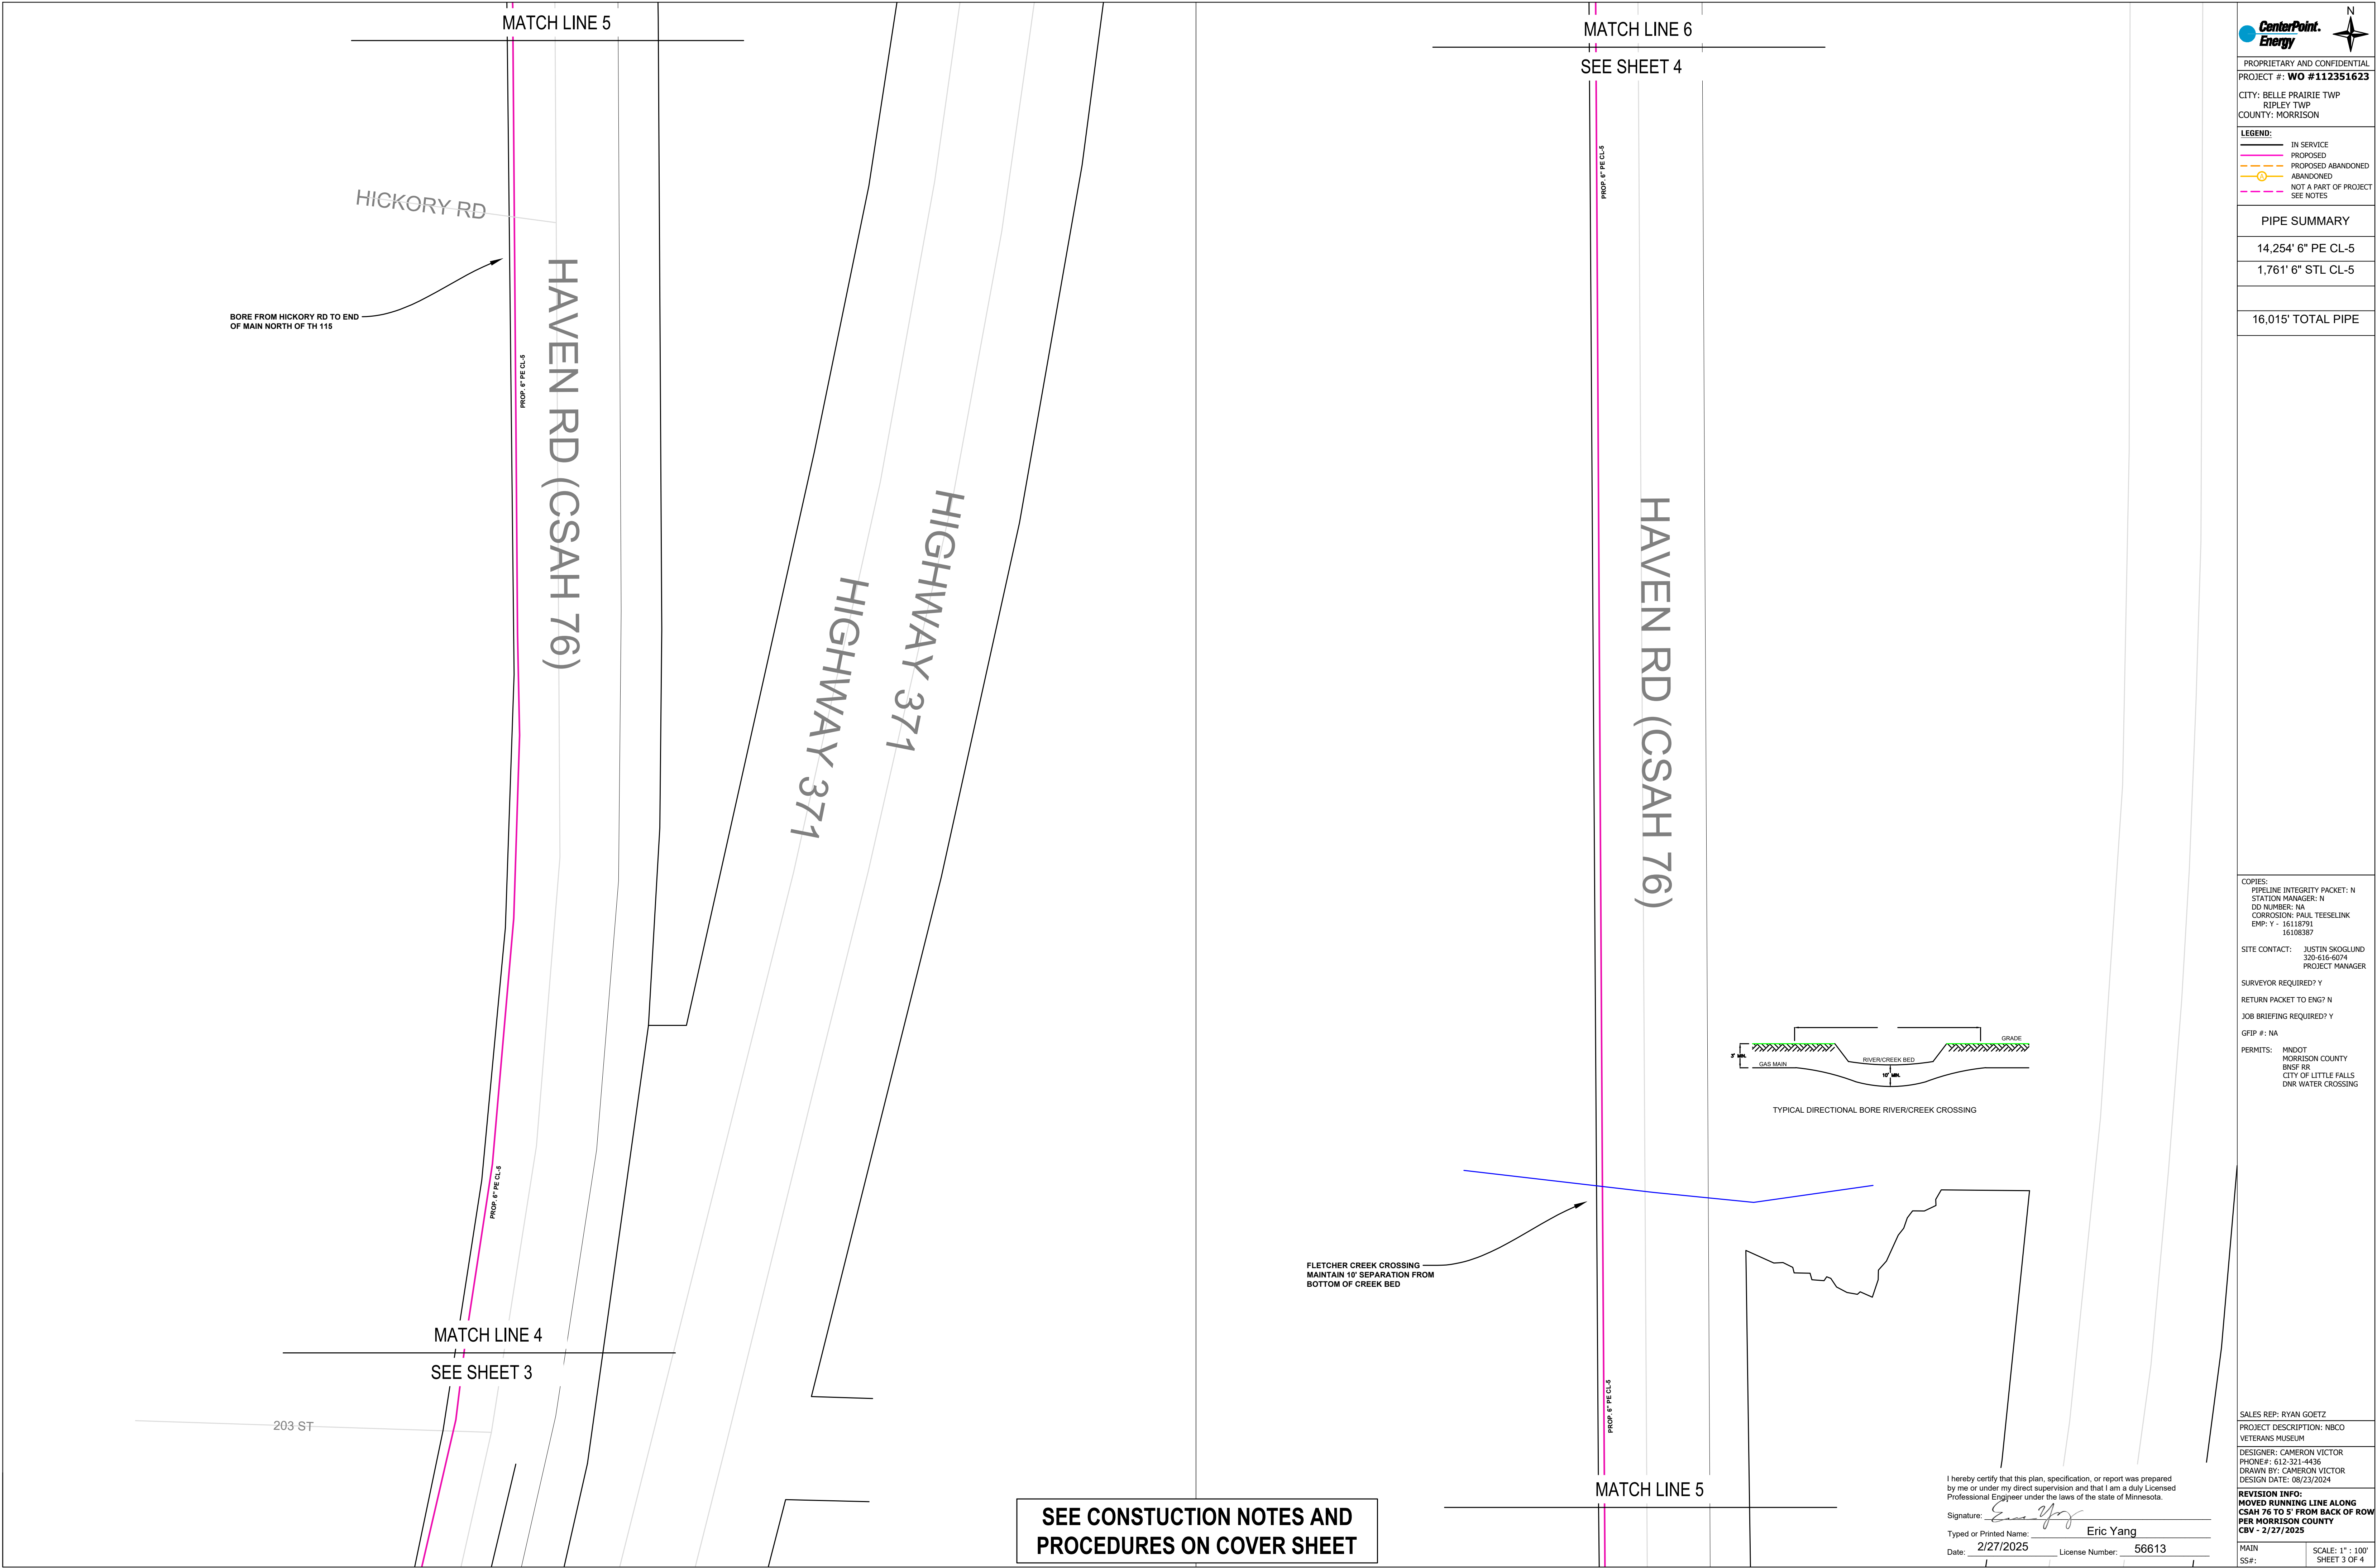 MATCH LINE 5
HICKORY RD
BORE FROM HICKORY RD TO END
OF MAIN NORTH OF TH 115
PROP. 6" PE CL-5
HAVEN RD (CSAH 76)
HIGHWAY 371
HIGHWAY 371
PROP. 6" PE CL-5
MATCH LINE 4
SEE SHEET 3
203 ST
SEE CONSTUCTION NOTES AND
PROCEDURES ON COVER SHEET
MATCH LINE 6
SEE SHEET 4
PROP. 6" PE CL-5
HAVEN RD (CSAH 76)
GRADE
3' MIN.
GAS MAIN
RIVER/CREEK BED
10' MIN.
TYPICAL DIRECTIONAL BORE RIVER/CREEK CROSSING
FLETCHER CREEK CROSSING
MAINTAIN 10' SEPARATION FROM
BOTTOM OF CREEK BED
PROP. 6" PE CL-5
MATCH LINE 5
I hereby certify that this plan, specification, or report was prepared
by me or under my direct supervision and that I am a duly Licensed
Professional Engineer under the laws of the state of Minnesota.
Signature:
Typed or Printed Name: Eric Yang
Date: 2/27/2025 License Number: 56613
CenterPoint.
Energy
N
PROPRIETARY AND CONFIDENTIAL
PROJECT #: WO #112351623
CITY: BELLE PRAIRIE TWP
RIPLEY TWP
COUNTY: MORRISON
LEGEND:
IN SERVICE
PROPOSED
PROPOSED ABANDONED
A ABANDONED
NOT A PART OF PROJECT
SEE NOTES
PIPE SUMMARY
14,254' 6" PE CL-5
1,761' 6" STL CL-5
16,015' TOTAL PIPE
COPIES:
PIPELINE INTEGRITY PACKET: N
STATION MANAGER: N
DD NUMBER: NA
CORROSION: PAUL TEESELINK
EMP: Y - 16118791
16108387
SITE CONTACT: JUSTIN SKOGLUND
320-616-6074
PROJECT MANAGER
SURVEYOR REQUIRED? Y
RETURN PACKET TO ENG? N
JOB BRIEFING REQUIRED? Y
GFIP #: NA
PERMITS: MNDOT
MORRISON COUNTY
BNSF RR
CITY OF LITTLE FALLS
DNR WATER CROSSING
SALES REP: RYAN GOETZ
PROJECT DESCRIPTION: NBCO
VETERANS MUSEUM
DESIGNER: CAMERON VICTOR
PHONE#: 612-321-4436
DRAWN BY: CAMERON VICTOR
DESIGN DATE: 08/23/2024
REVISION INFO:
MOVED RUNNING LINE ALONG
CSAH 76 TO 5' FROM BACK OF ROW
PER MORRISON COUNTY
CBV - 2/27/2025
MAIN
SS#:
SCALE: 1" : 100'
SHEET 3 OF 4